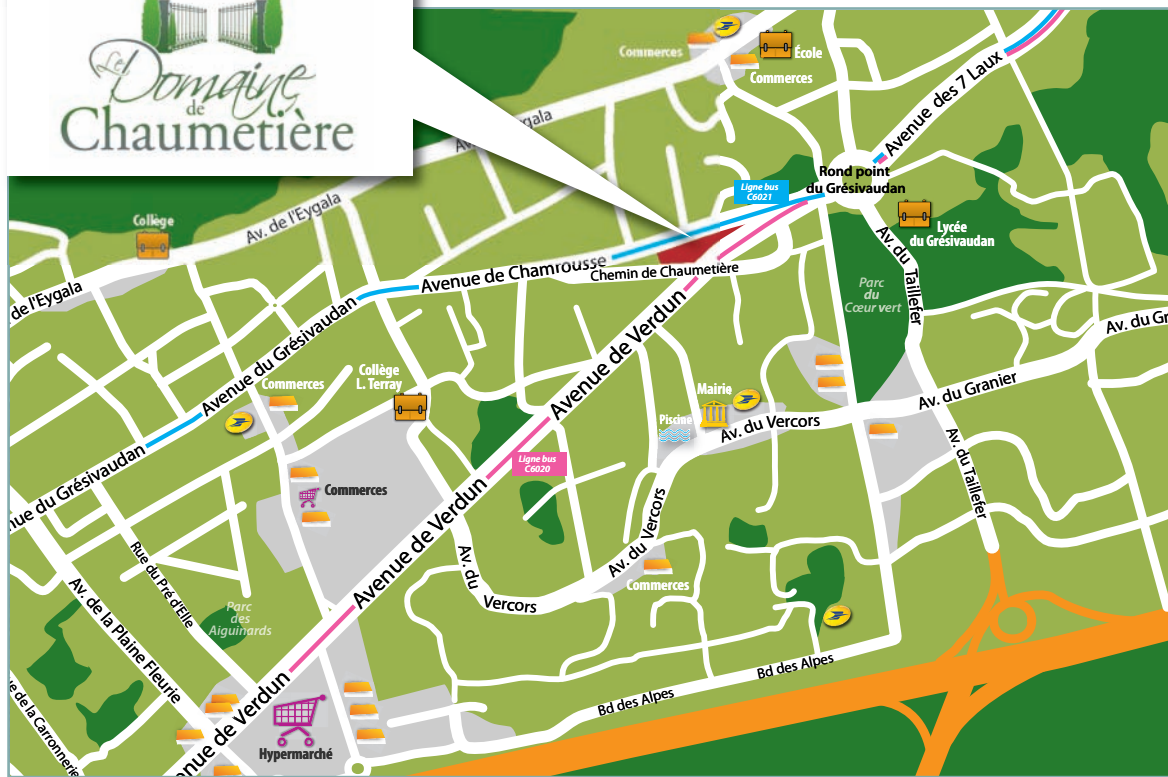 Le
Domaine
de
Chaumetière
Commerces
École
Commerces
Avenue des 7 Laux
Av. ygala
Rond point
du Grésivaudan
Ligne bus
C6021
Collège
Av. de l'Eygala
Lycée
du Grésivaudan
Av. du Taillefer
Avenue de Chamrousse
Chemin de Chaumetière
de l'Eygala
Parc
du
Cœur vert
Avenue de Verdun
Av. du Gr
Avenue du Grésivaudan
Collège
L. Terray
Commerces
Mairie
Av. du Granier
Piscine
Av. du Vercors
Avenue de Verdun
Ligne bus
C6020
nue du Grésivaudan
Commerces
Av. du Taillefer
Avenue de Verdun
Av. du Vercors
Rue du Pré d'Elle
Av. du Vercors
Commerces
Av. de la Plaine Fleurie
Parc
des
Aiguinards
Bd des Alpes
Bd des Alpes
ue de la Carronnerie
nue de Verdun
Hypermarché